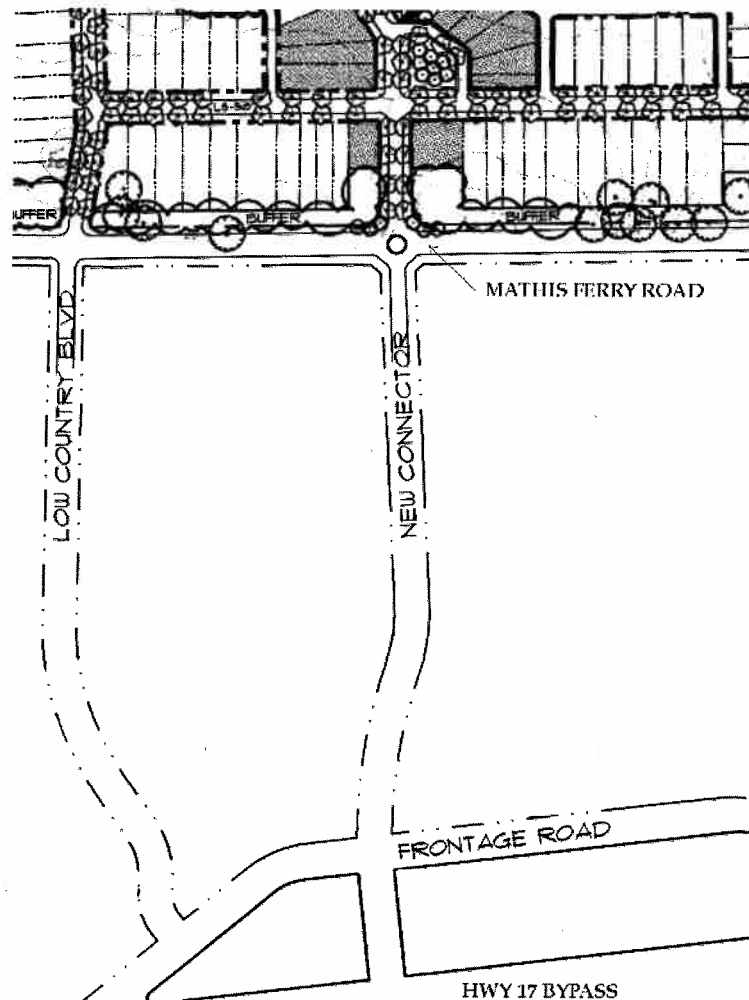 BUFFER
BUFFER
BUFFER
MATHIS FERRY ROAD
LOW COUNTRY BLVD
NEW CONNECTOR
FRONTAGE ROAD
HWY 17 BYPASS